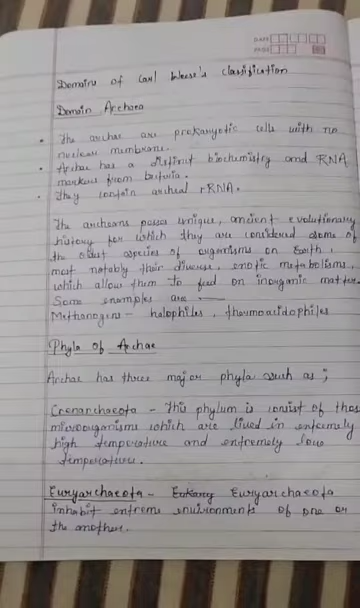 DATE
PAGE
Domains of Carl Woese's classification
Domain Archaea
• The archae are prokaryotic cells with no
nuclear membrane.
• Archae has a distinct biochemistry and RNA
markers from bacteria.
• They contain archeal rRNA.
The archeans posses unique, ancient evolutionary
history for which they are considered some of
the oldest species of organisms on Earth,
most notably their diverse, exotic metabolisms,
which allow them to feed on inorganic matter.
Some examples are —
Methanogens - halophiles, thermoacidophiles
Phyla of Archae
Archae has three major phyla such as ;
Crenarchaeota - This phylum is consist of those
microorganisms which are lived in extremely
high temperature and extremely low
temperature.
Euryarchaeota - Eukary Euryarchaeota
inhabit extreme environments of one or
the another.